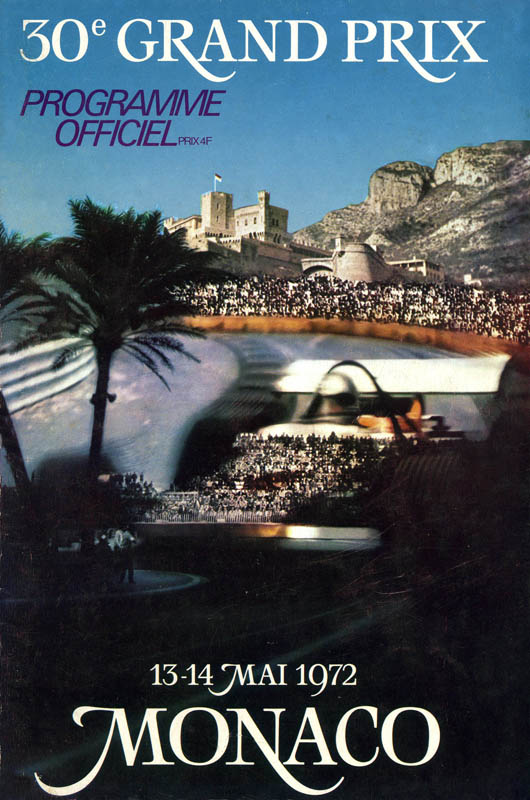 30e GRAND PRIX
PROGRAMME
OFFICIEL PRIX 4F
13-14 MAI 1972
MONACO